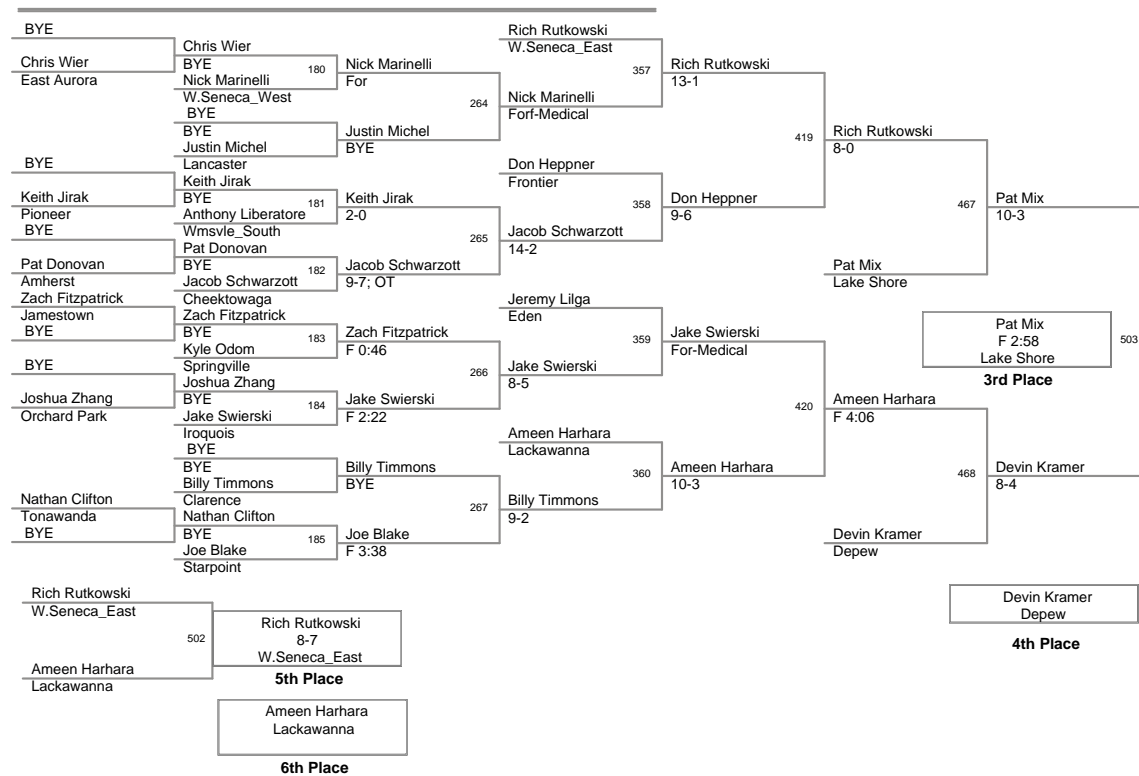 BYE
Chris Wier
East Aurora
BYE
Keith Jirak
Pioneer
BYE
Pat Donovan
Amherst
Zach Fitzpatrick
Jamestown
BYE
BYE
Joshua Zhang
Orchard Park
Nathan Clifton
Tonawanda
BYE
Chris Wier
BYE
180
Nick Marinelli
W.Seneca_West
BYE
BYE
Justin Michel
Lancaster
Keith Jirak
BYE
181
Anthony Liberatore
Wmsvle_South
Pat Donovan
BYE
182
Jacob Schwarzott
Cheektowaga
Zach Fitzpatrick
BYE
183
Kyle Odom
Springville
Joshua Zhang
BYE
184
Jake Swierski
Iroquois
BYE
BYE
Billy Timmons
Clarence
Nathan Clifton
BYE
185
Joe Blake
Starpoint
Nick Marinelli
For
264
Justin Michel
BYE
Keith Jirak
2-0
265
Jacob Schwarzott
9-7; OT
Zach Fitzpatrick
F 0:46
266
Jake Swierski
F 2:22
Billy Timmons
BYE
267
Joe Blake
F 3:38
Rich Rutkowski
W.Seneca_East
357
Nick Marinelli
Forf-Medical
Don Heppner
Frontier
358
Jacob Schwarzott
14-2
Jeremy Lilga
Eden
359
Jake Swierski
8-5
Ameen Harhara
Lackawanna
360
Billy Timmons
9-2
Rich Rutkowski
13-1
419
Don Heppner
9-6
Jake Swierski
For-Medical
420
Ameen Harhara
10-3
Rich Rutkowski
8-0
467
Pat Mix
Lake Shore
Ameen Harhara
F 4:06
468
Devin Kramer
Depew
Pat Mix
10-3
Pat Mix
F 2:58
Lake Shore
503
3rd Place
Devin Kramer
8-4
Devin Kramer
Depew
4th Place
Rich Rutkowski
W.Seneca_East
502
Ameen Harhara
Lackawanna
Rich Rutkowski
8-7
W.Seneca_East
5th Place
Ameen Harhara
Lackawanna
6th Place